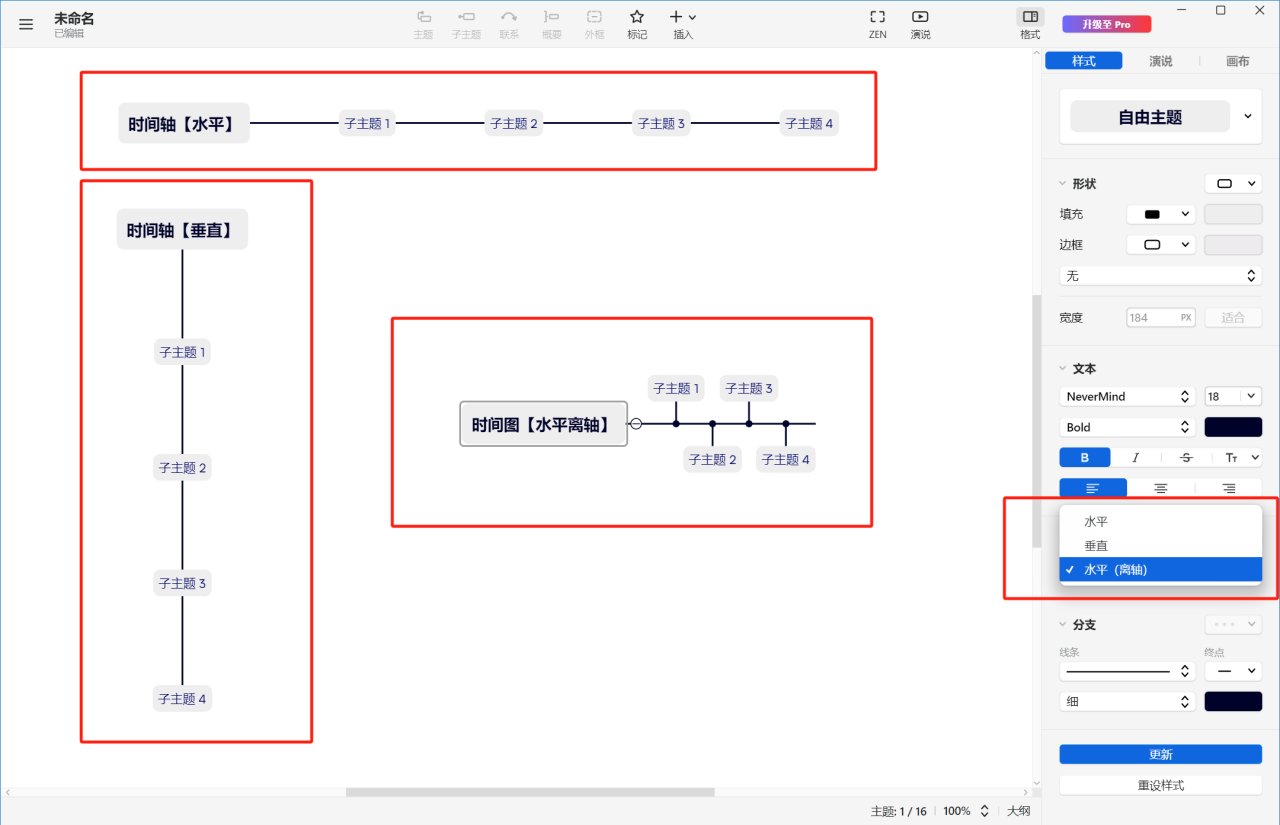 未命名
已编辑
主题
子主题
联系
概要
外框
标记
插入
ZEN
演说
格式
升级至 Pro
样式
演说
画布
时间轴【水平】
子主题 1
子主题 2
子主题 3
子主题 4
自由主题
形状
填充
边框
无
宽度
184
PX
适合
时间轴【垂直】
子主题 1
子主题 2
子主题 3
子主题 4
时间图【水平离轴】
子主题 1
子主题 3
子主题 2
子主题 4
文本
NeverMind
18
Bold
B
I
S
Tт
水平
垂直
水平（离轴）
分支
线条
终点
细
更新
重设样式
主题: 1 / 16
100%
大纲